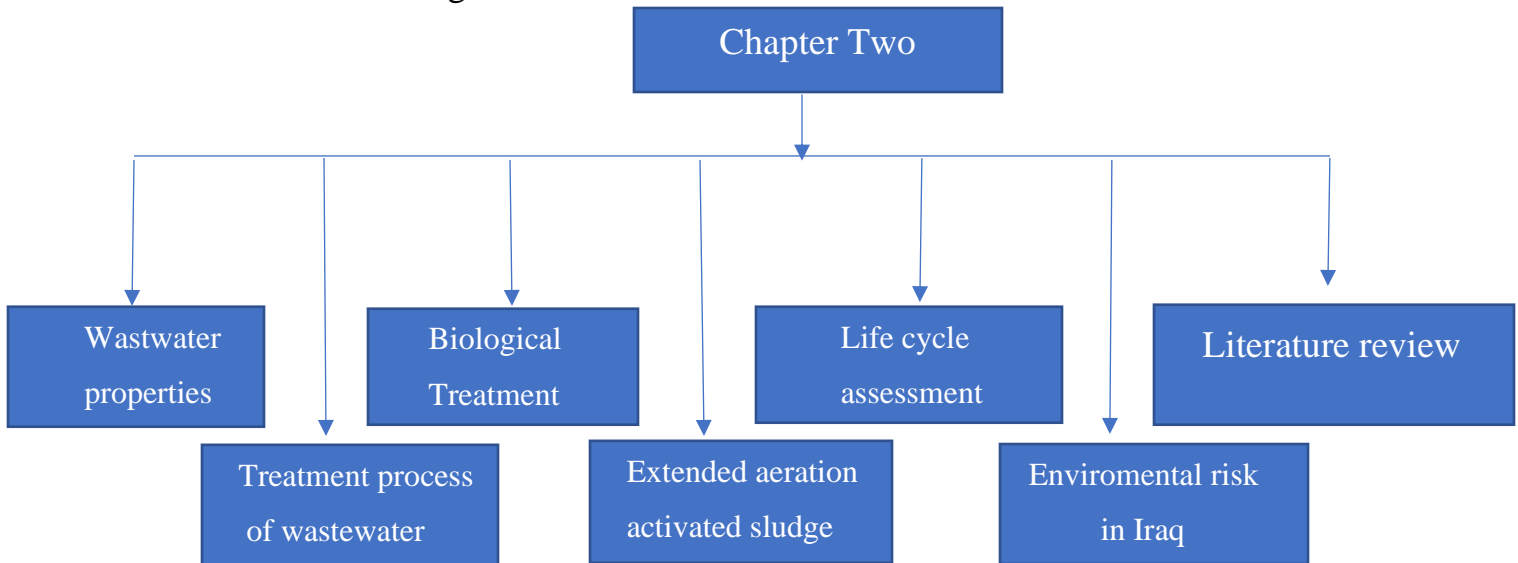 Chapter Two
Wastwater
properties
Biological
Treatment
Life cycle
assessment
Literature review
Treatment process
of wastewater
Extended aeration
activated sludge
Enviromental risk
in Iraq